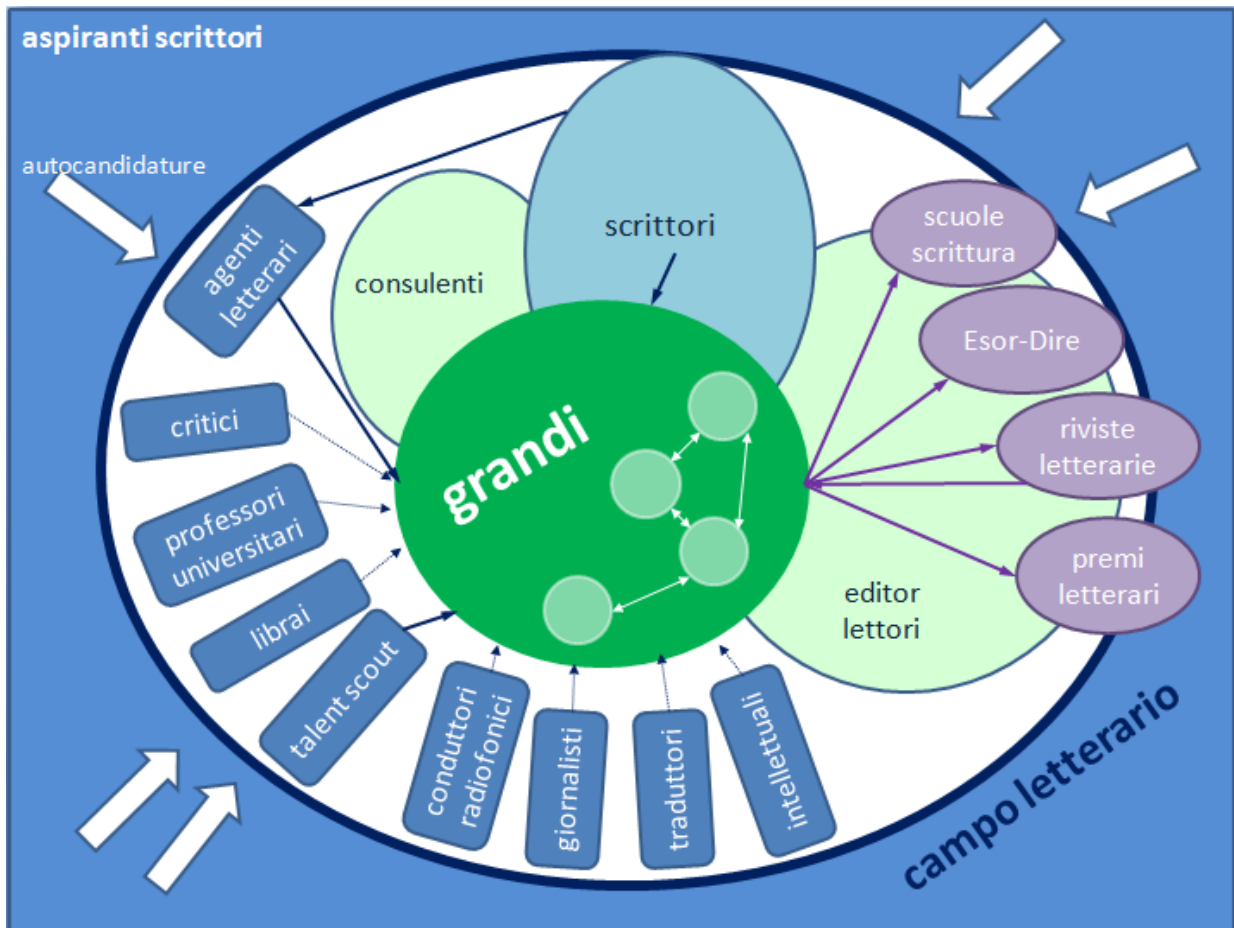 aspiranti scrittori
autocandidature
agenti
letterari
consulenti
scrittori
scuole
scrittura
Esor-Dire
riviste
letterarie
premi
letterari
critici
professori
universitari
librai
talent scout
conduttori
radiofonici
giornalisti
traduttori
intellettuali
grandi
editor
lettori
campo letterario